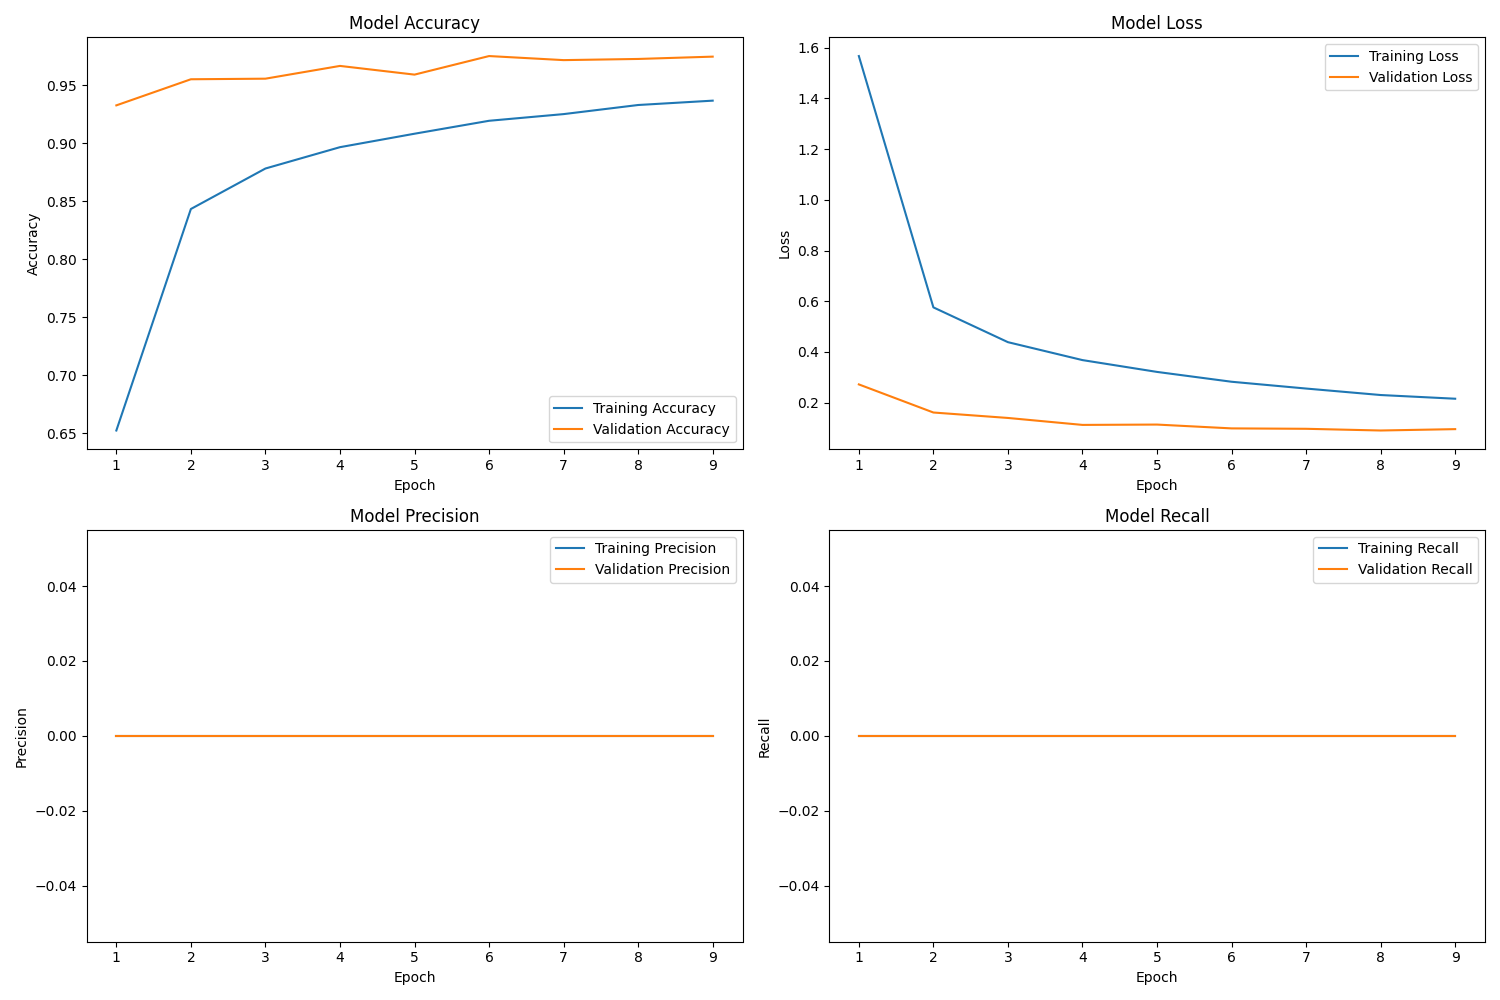 Model Accuracy
Accuracy
0.95
0.90
0.85
0.80
0.75
0.70
0.65
Training Accuracy
Validation Accuracy
1 2 3 4 5 6 7 8 9
Epoch
Model Loss
Loss
1.6
1.4
1.2
1.0
0.8
0.6
0.4
0.2
Training Loss
Validation Loss
1 2 3 4 5 6 7 8 9
Epoch
Model Precision
Precision
0.04
0.02
0.00
−0.02
−0.04
Training Precision
Validation Precision
1 2 3 4 5 6 7 8 9
Epoch
Model Recall
Recall
0.04
0.02
0.00
−0.02
−0.04
Training Recall
Validation Recall
1 2 3 4 5 6 7 8 9
Epoch